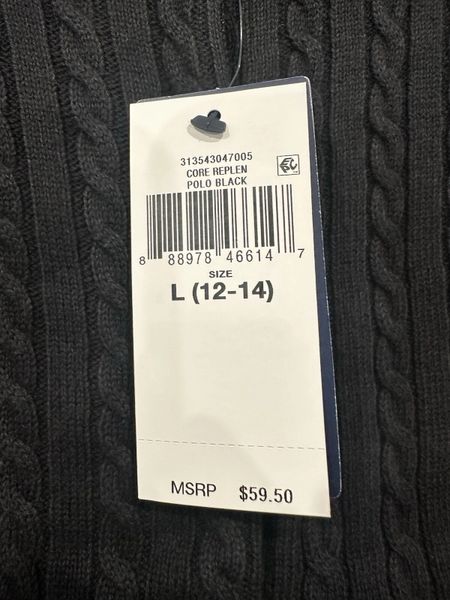 313543047005
CORE REPLEN
POLO BLACK
8 88978 46614 7
SIZE
L (12-14)
MSRP $59.50